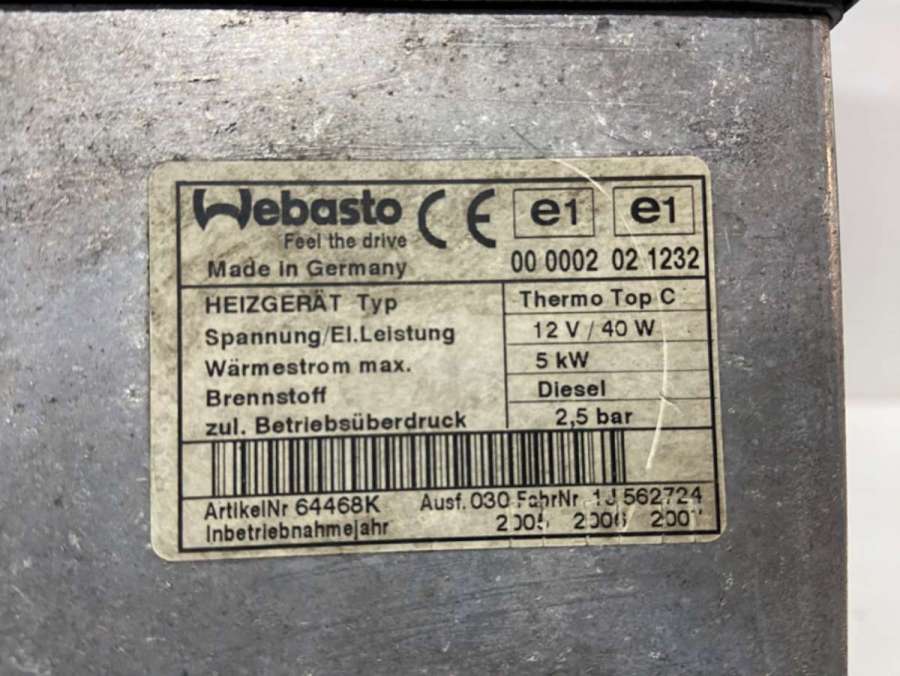 Webasto
Feel the drive
CE e1 e1
Made in Germany 00 0002 02 1232
HEIZGERÄT Typ Thermo Top C
Spannung/El.Leistung 12 V / 40 W
Wärmestrom max. 5 kW
Brennstoff Diesel
zul. Betriebsüberdruck 2,5 bar
ArtikelNr 64468K Ausf. 030 FabrNr 1J 562724
Inbetriebnahmejahr 2005 2006 2007